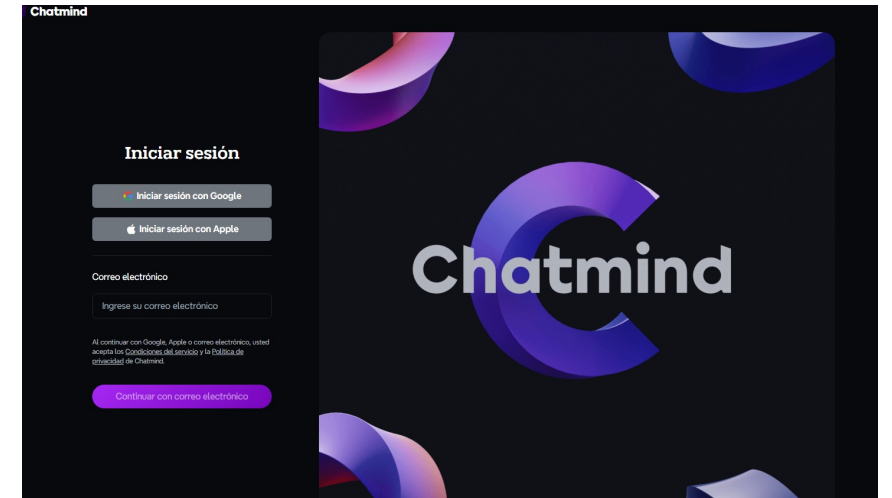 Chatmind
Iniciar sesión
Iniciar sesión con Google
Iniciar sesión con Apple
Correo electrónico
Ingrese su correo electrónico
Al continuar con Google, Apple o correo electrónico, usted
acepta los Condiciones del servicio y la Política de
privacidad de Chatmind.
Continuar con correo electrónico
Chatmind